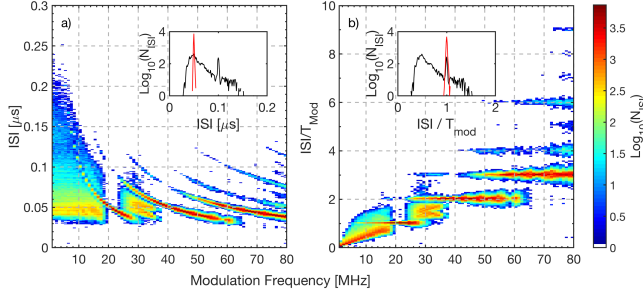 a)
ISI [μs]
0.3
0.25
0.2
0.15
0.1
0.05
0
0 10 20 30 40 50 60 70 80
Log10(NISI)
4
2
0
0 0.1 0.2
ISI [μs]
b)
ISI/TMod
10
8
6
4
2
0
0 10 20 30 40 50 60 70 80
Log10(NISI)
4
2
0
0 1 2
ISI / Tmod
Modulation Frequency [MHz]
3.5
3
2.5
2
1.5
1
0.5
0
Log10(NISI)